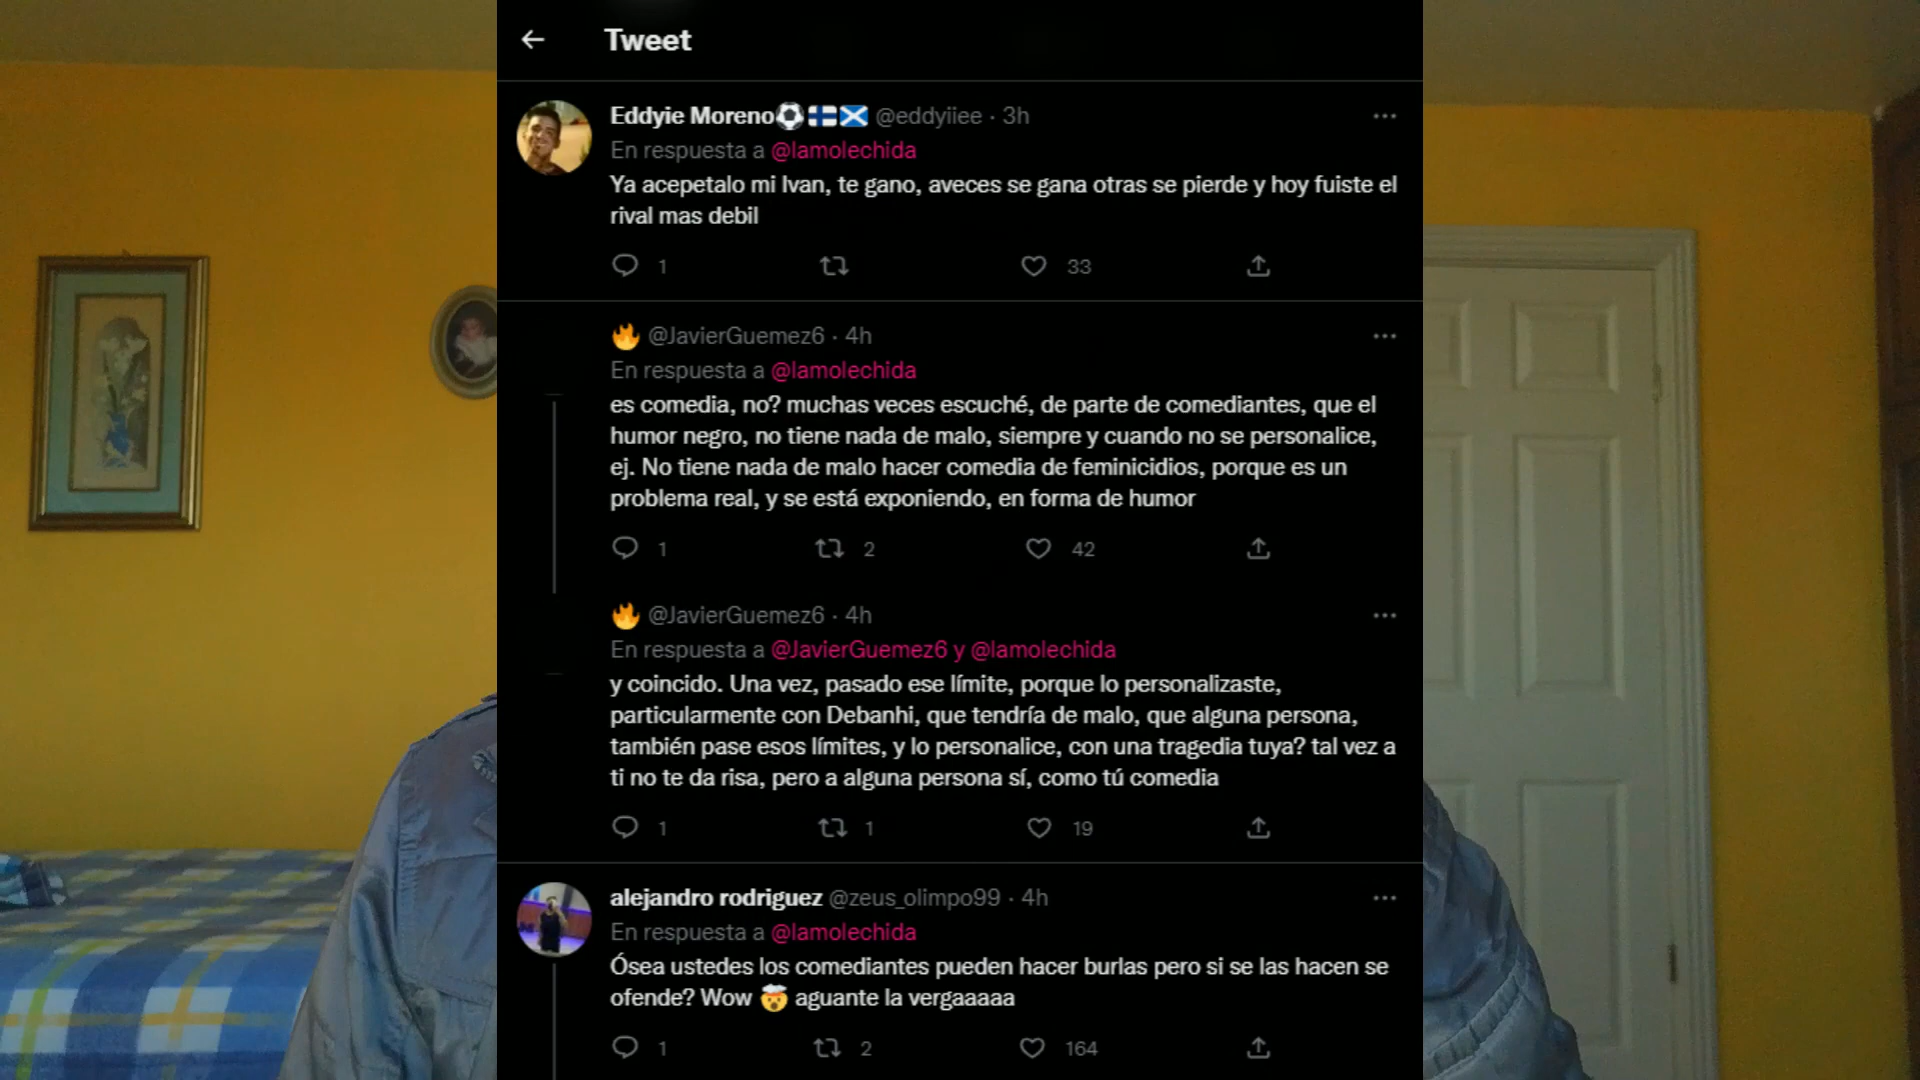 Tweet
Eddyie Moreno⚽🇫🇮🏴󠁧󠁢󠁳󠁣󠁴󠁿 @eddyiiee · 3h
En respuesta a @lamolechida
Ya acepetalo mi Ivan, te gano, aveces se gana otras se pierde y hoy fuiste el
rival mas debil
1 33
🔥 @JavierGuemez6 · 4h
En respuesta a @lamolechida
es comedia, no? muchas veces escuché, de parte de comediantes, que el
humor negro, no tiene nada de malo, siempre y cuando no se personalice,
ej. No tiene nada de malo hacer comedia de feminicidios, porque es un
problema real, y se está exponiendo, en forma de humor
1 2 42
🔥 @JavierGuemez6 · 4h
En respuesta a @JavierGuemez6 y @lamolechida
y coincido. Una vez, pasado ese límite, porque lo personalizaste,
particularmente con Debanhi, que tendría de malo, que alguna persona,
también pase esos límites, y lo personalice, con una tragedia tuya? tal vez a
ti no te da risa, pero a alguna persona sí, como tú comedia
1 1 19
alejandro rodriguez @zeus_olimpo99 · 4h
En respuesta a @lamolechida
Ósea ustedes los comediantes pueden hacer burlas pero si se las hacen se
ofende? Wow 🤯 aguante la vergaaaaa
1 2 164